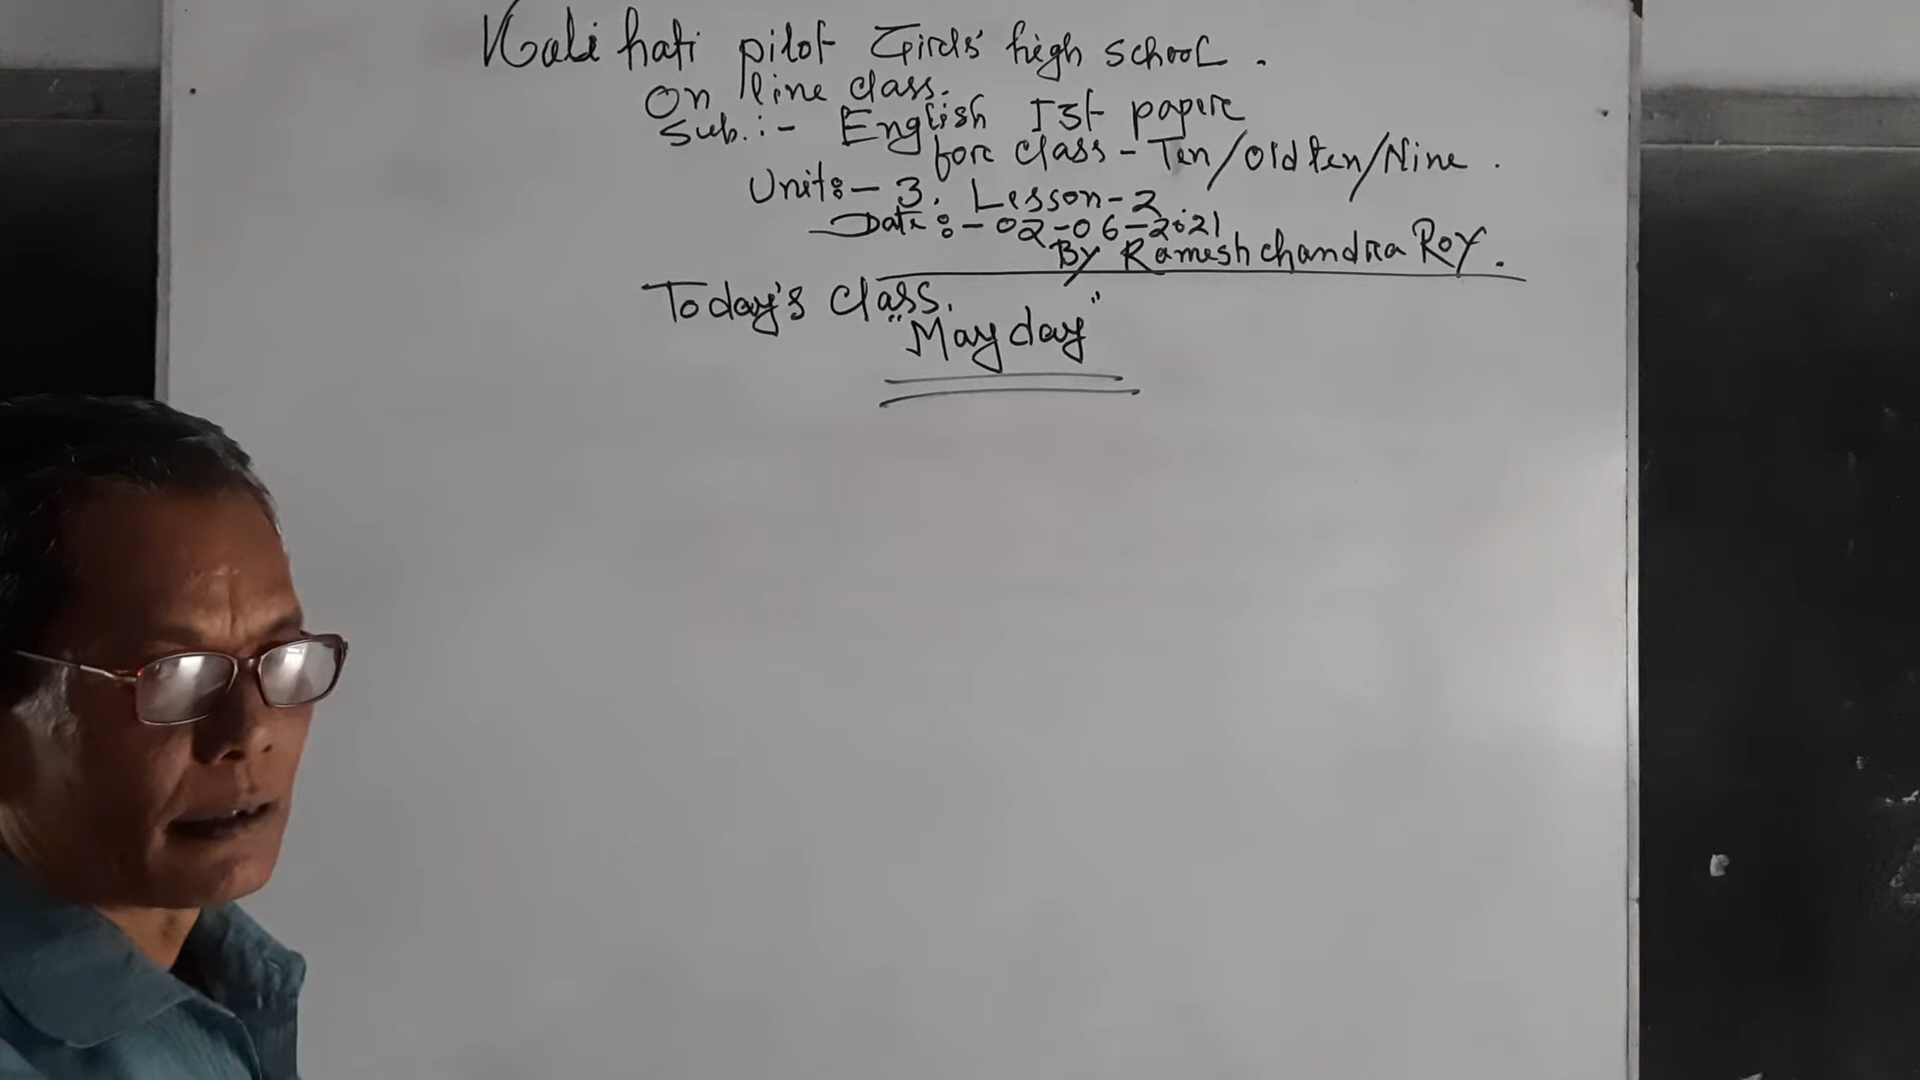 Kali hati pilot Girls' high school.
On line class.
Sub.:- English 1st paper
for class - Ten/old ten/Nine.
Unit:- 3, Lesson-2
Date:- 02-06-2021
By Ramesh chandra Roy.
Today's class.
"May day"